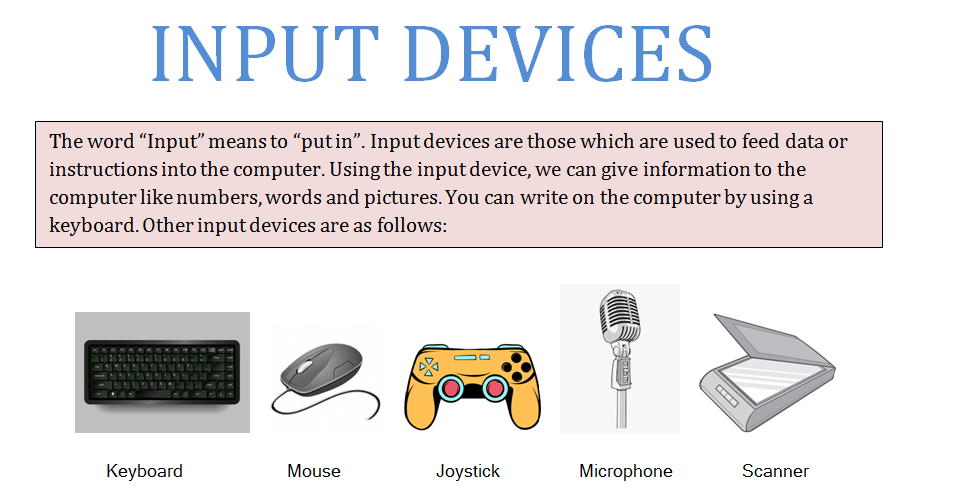 INPUT DEVICES
The word “Input” means to “put in”. Input devices are those which are used to feed data or
instructions into the computer. Using the input device, we can give information to the
computer like numbers, words and pictures. You can write on the computer by using a
keyboard. Other input devices are as follows:
Keyboard Mouse Joystick Microphone Scanner